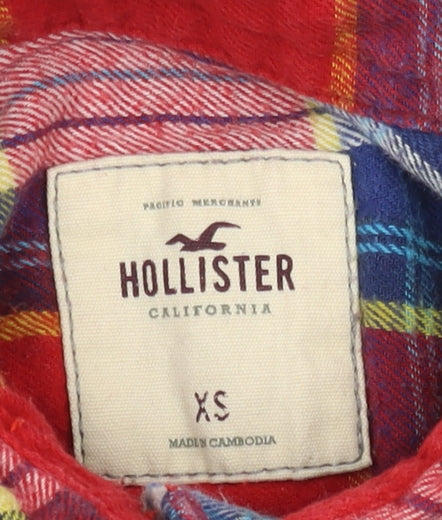 PACIFIC MERCHANTS
HOLLISTER
CALIFORNIA
XS
MADE IN CAMBODIA